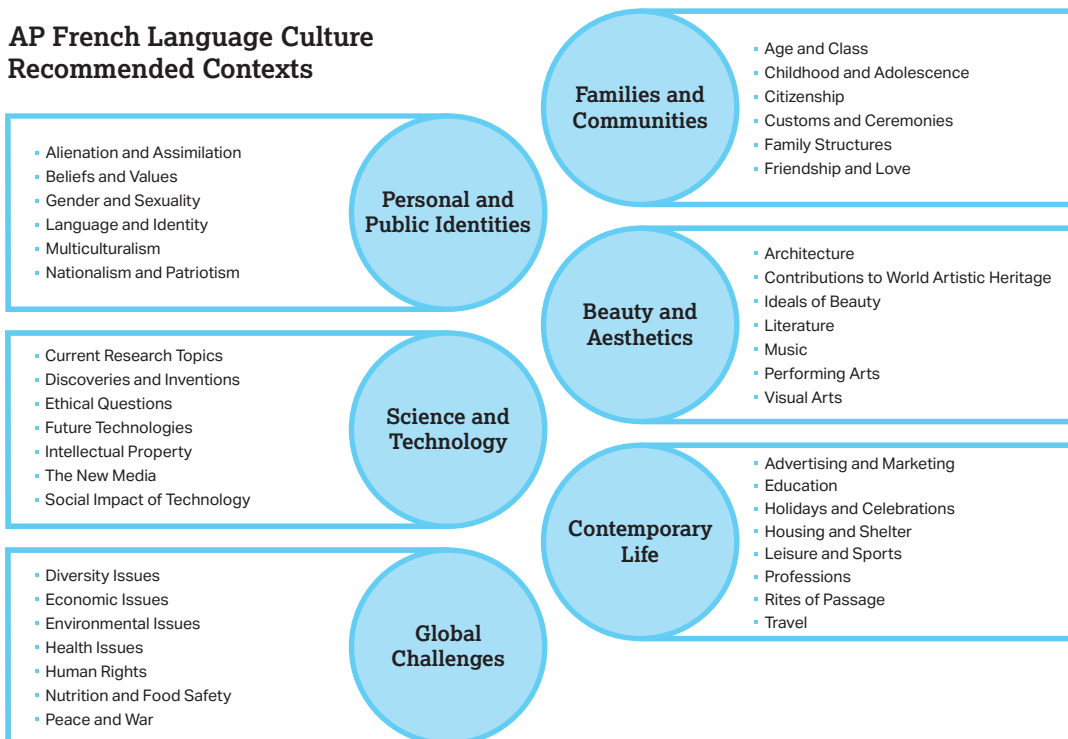 AP French Language Culture
Recommended Contexts
Families and
Communities
Age and Class
Childhood and Adolescence
Citizenship
Customs and Ceremonies
Family Structures
Friendship and Love
Alienation and Assimilation
Beliefs and Values
Gender and Sexuality
Language and Identity
Multiculturalism
Nationalism and Patriotism
Personal and
Public Identities
Beauty and
Aesthetics
Architecture
Contributions to World Artistic Heritage
Ideals of Beauty
Literature
Music
Performing Arts
Visual Arts
Current Research Topics
Discoveries and Inventions
Ethical Questions
Future Technologies
Intellectual Property
The New Media
Social Impact of Technology
Science and
Technology
Contemporary
Life
Advertising and Marketing
Education
Holidays and Celebrations
Housing and Shelter
Leisure and Sports
Professions
Rites of Passage
Travel
Diversity Issues
Economic Issues
Environmental Issues
Health Issues
Human Rights
Nutrition and Food Safety
Peace and War
Global
Challenges